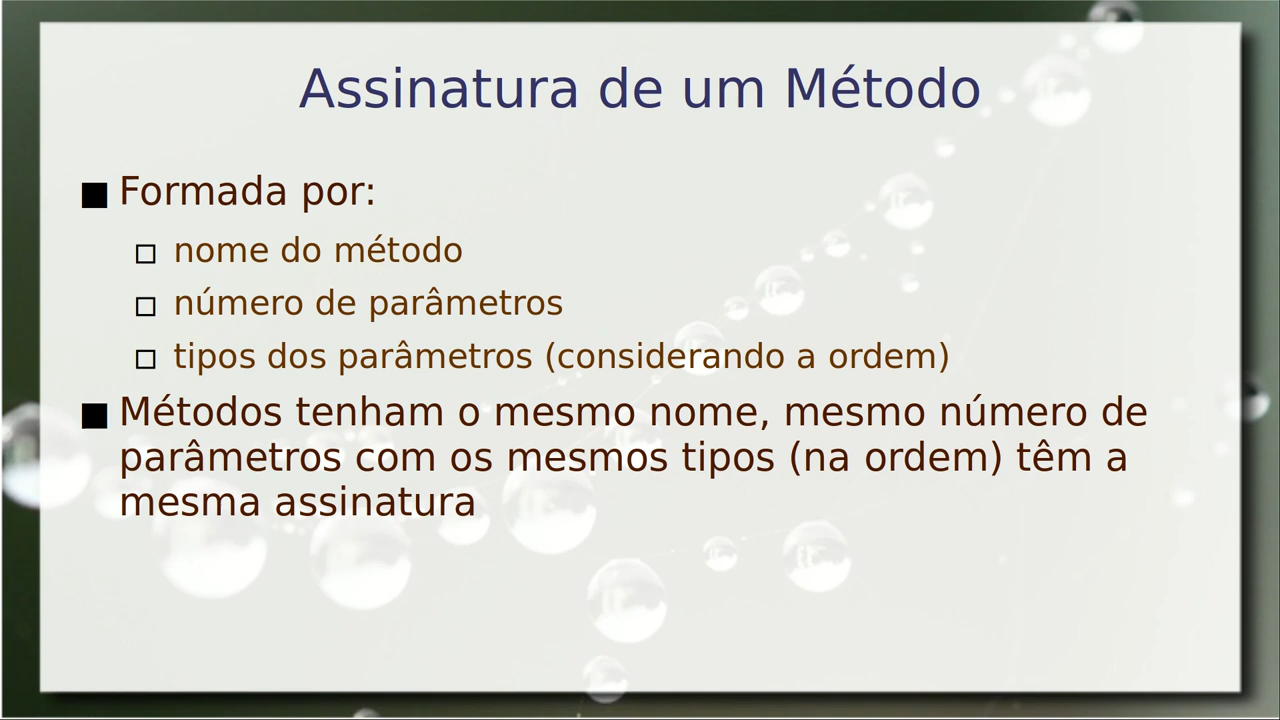 Assinatura de um Método
Formada por:
nome do método
número de parâmetros
tipos dos parâmetros (considerando a ordem)
Métodos tenham o mesmo nome, mesmo número de
parâmetros com os mesmos tipos (na ordem) têm a
mesma assinatura